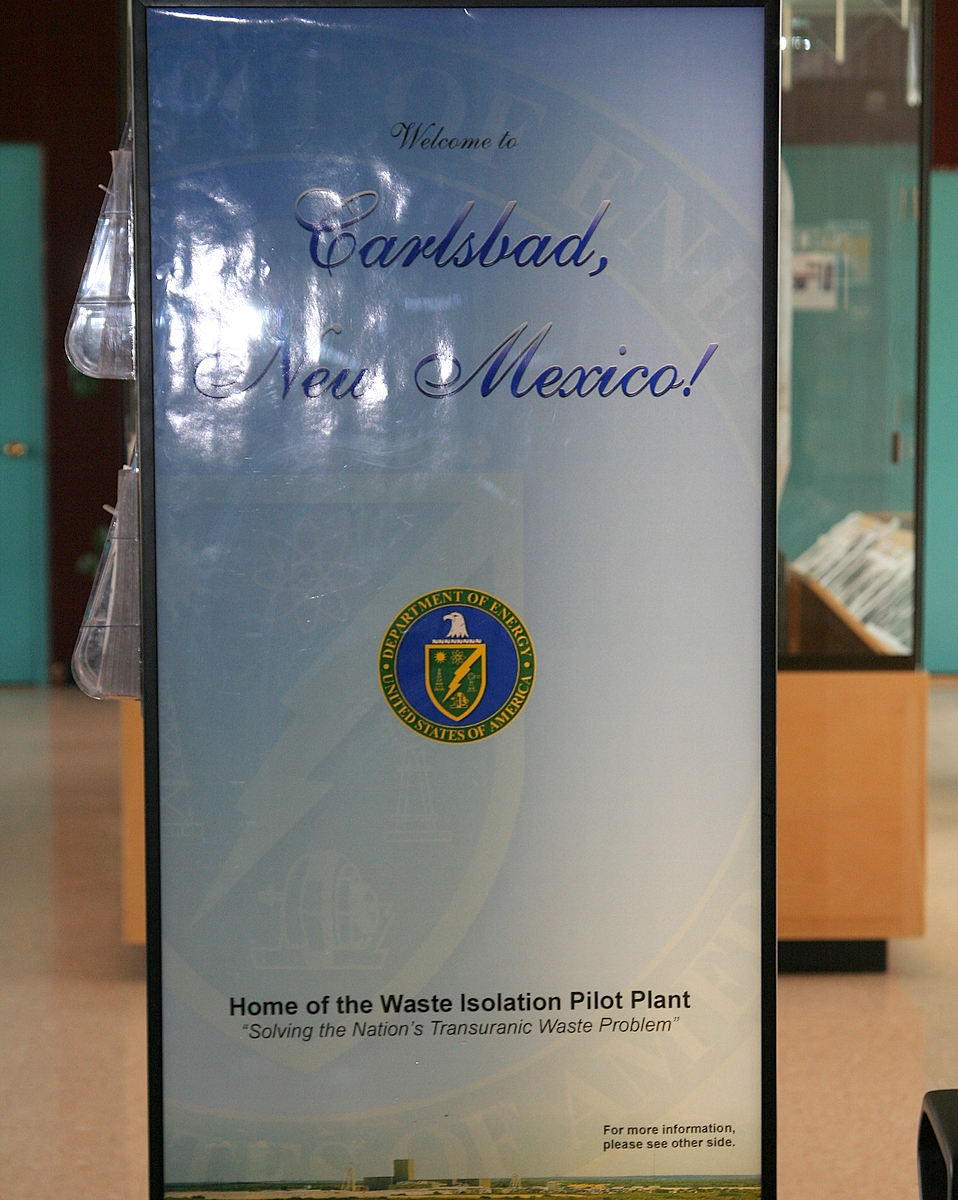 Welcome to
Carlsbad,
New Mexico!
DEPARTMENT OF ENERGY
UNITED STATES OF AMERICA
Home of the Waste Isolation Pilot Plant
“Solving the Nation’s Transuranic Waste Problem”
For more information,
please see other side.